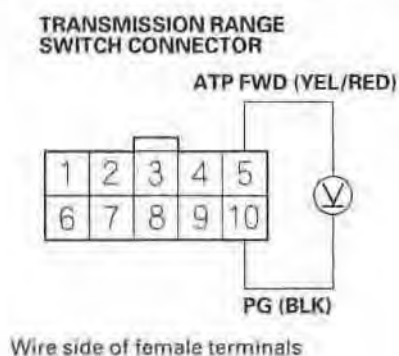 TRANSMISSION RANGE
SWITCH CONNECTOR
ATP FWD (YEL/RED)
1 2 3 4 5
6 7 8 9 10
V
PG (BLK)
Wire side of female terminals